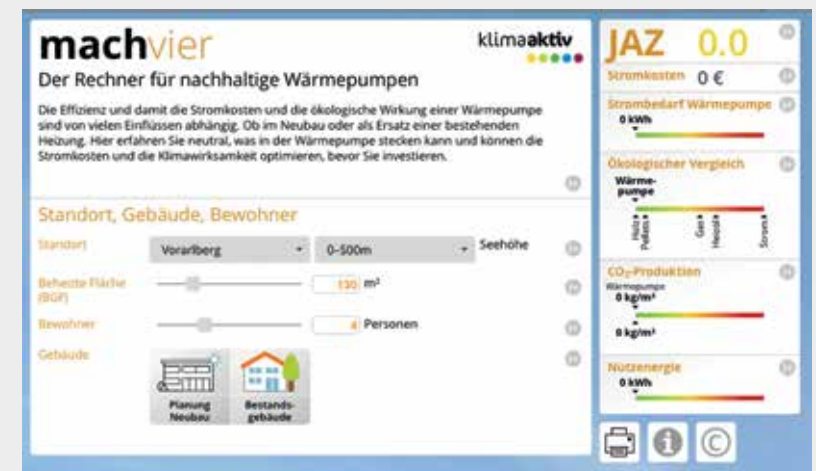 machvier
klimaaktiv
Der Rechner für nachhaltige Wärmepumpen
Die Effizienz und damit die Stromkosten und die ökologische Wirkung einer Wärmepumpe
sind von vielen Einflüssen abhängig. Ob im Neubau oder als Ersatz einer bestehenden
Heizung. Hier erfahren Sie neutral, was in der Wärmepumpe stecken kann und können die
Stromkosten und die Klimawirksamkeit optimieren, bevor Sie investieren.
Standort, Gebäude, Bewohner
Standort
Vorarlberg
0-500m
Seehöhe
Beheizte Fläche
(BGF)
130 m²
Bewohner
4 Personen
Gebäude
Planung
Neubau
Bestands-
gebäude
JAZ 0.0
Stromkosten 0 €
Strombedarf Wärmepumpe
0 kWh
Ökologischer Vergleich
Wärme-
pumpe
Holz
Pellets
Gas
Heizöl
Strom
CO₂-Produktion
Wärmepumpe
0 kg/m²
0 kg/m²
Nutzenergie
0 kWh